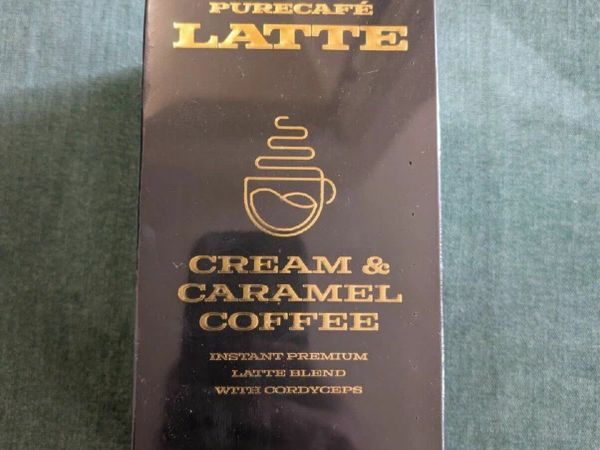 PURECAFÉ
LATTE
CREAM &
CARAMEL
COFFEE
INSTANT PREMIUM
LATTE BLEND
WITH CORDYCEPS